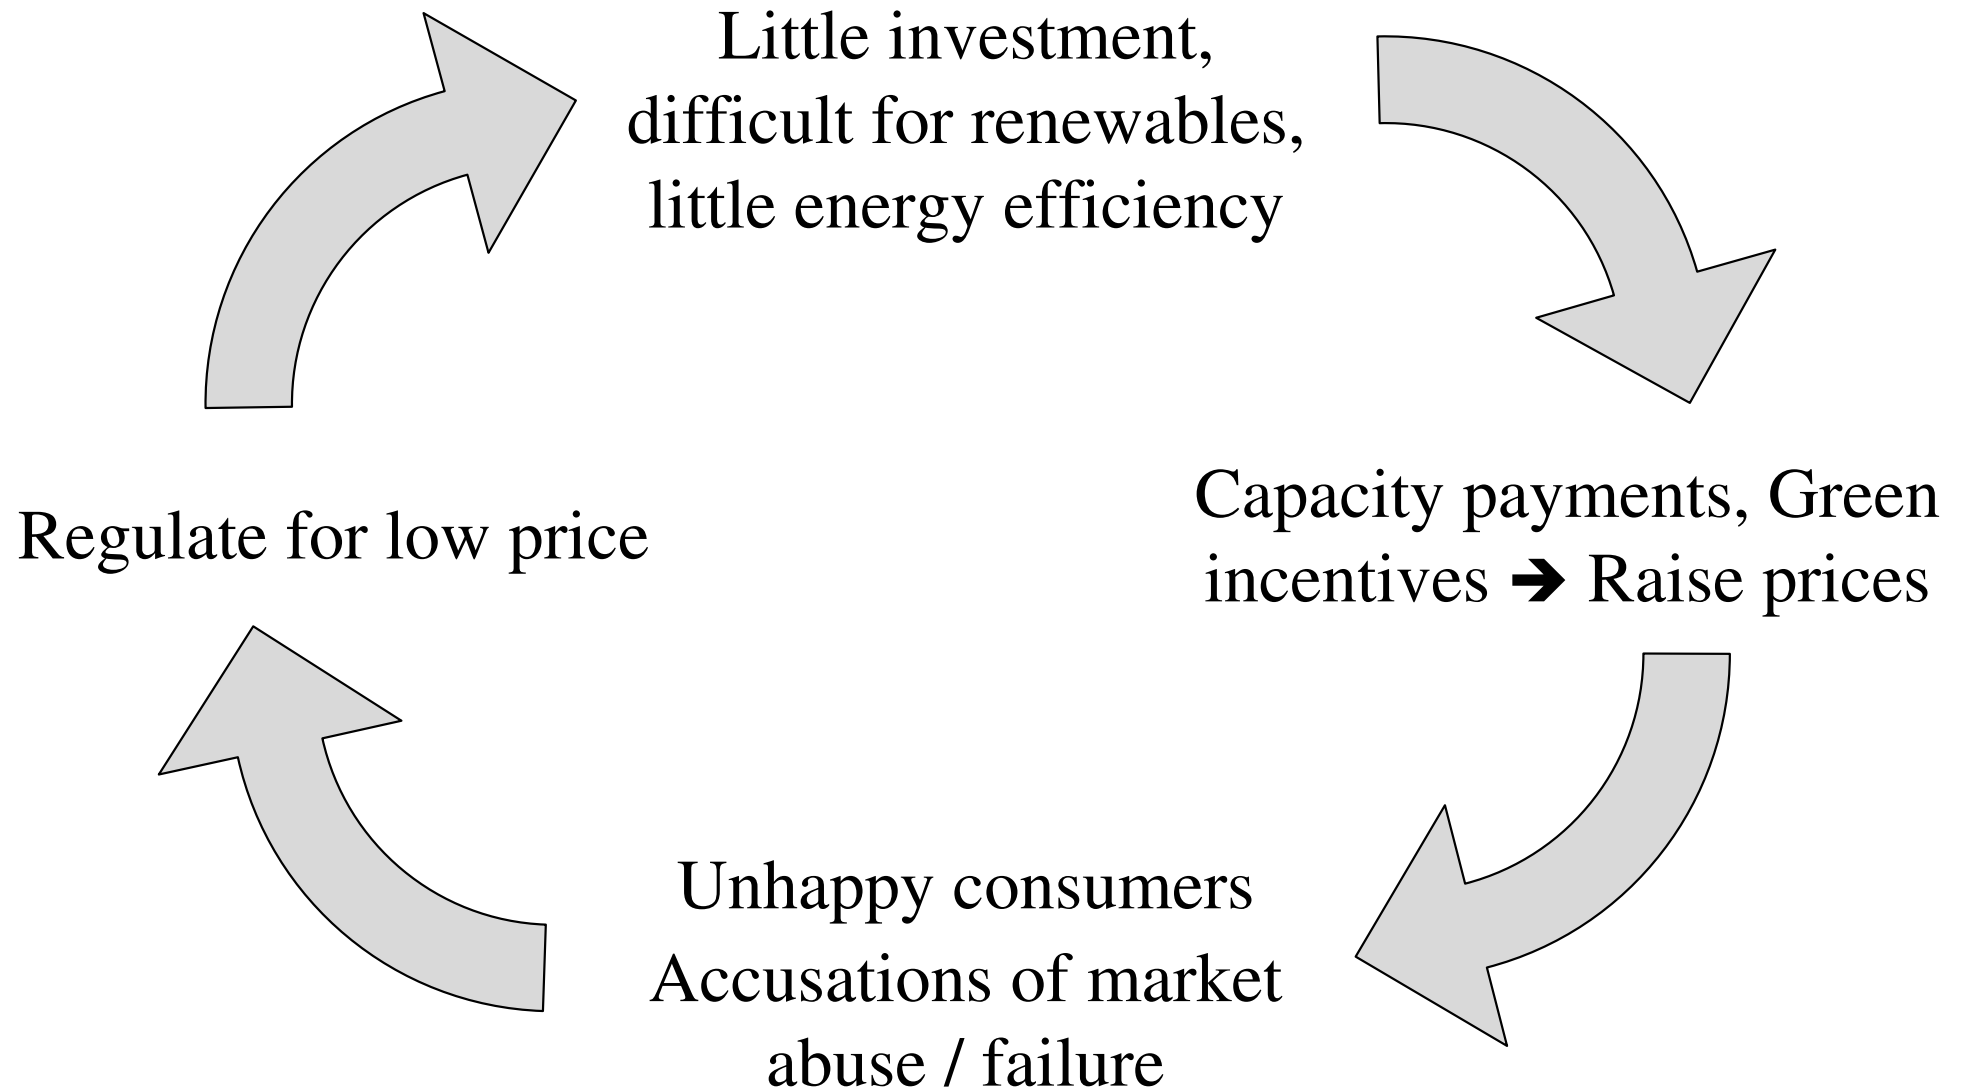 Little investment,
difficult for renewables,
little energy efficiency
Regulate for low price
Capacity payments, Green
incentives ➔ Raise prices
Unhappy consumers
Accusations of market
abuse / failure